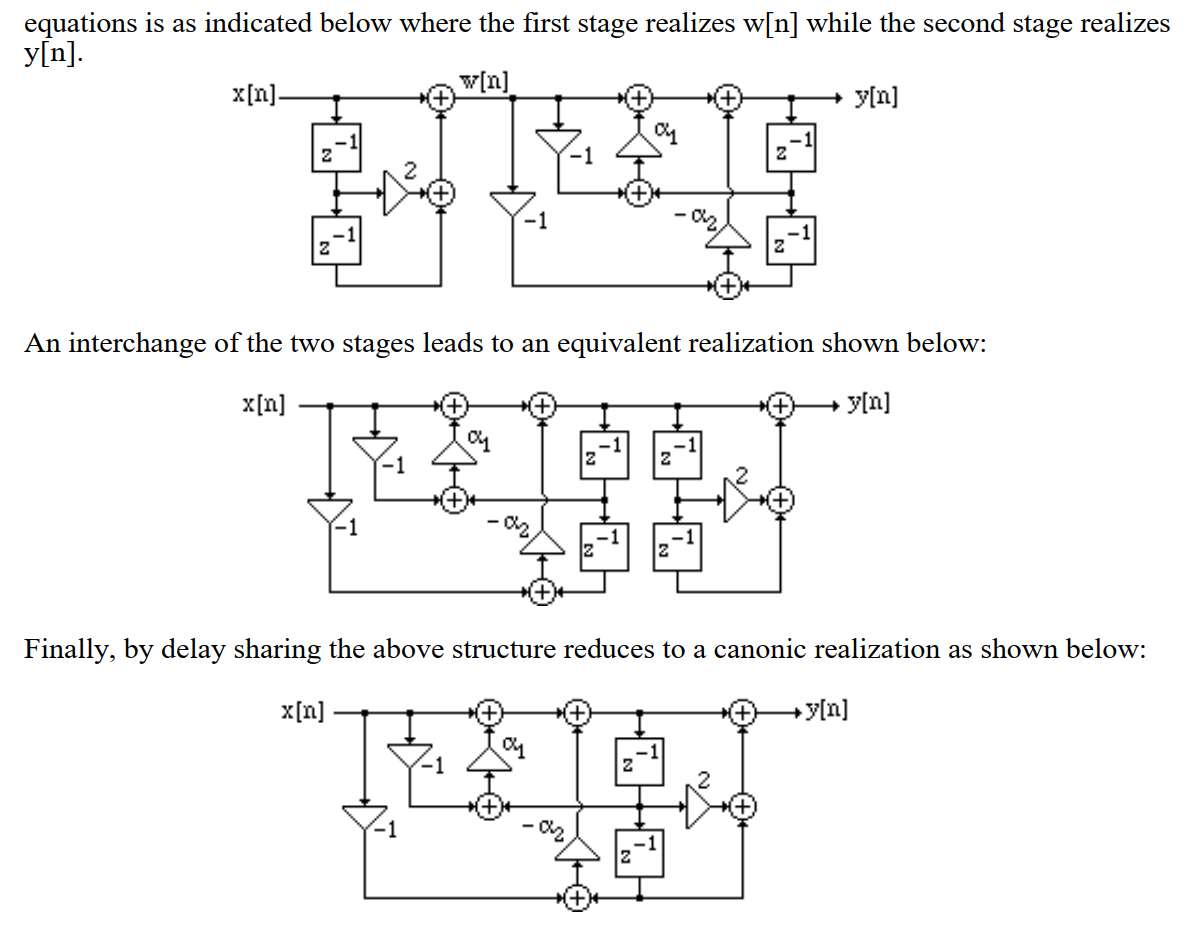 equations is as indicated below where the first stage realizes w[n] while the second stage realizes
y[n].
x[n] w[n] y[n]
z⁻¹ 2 −1 α₁ z⁻¹
z⁻¹ −1 −α₂ z⁻¹
An interchange of the two stages leads to an equivalent realization shown below:
x[n] y[n]
−1 α₁ z⁻¹ z⁻¹ 2
−1 −α₂ z⁻¹ z⁻¹
Finally, by delay sharing the above structure reduces to a canonic realization as shown below:
x[n] y[n]
−1 α₁ z⁻¹ 2
−1 −α₂ z⁻¹